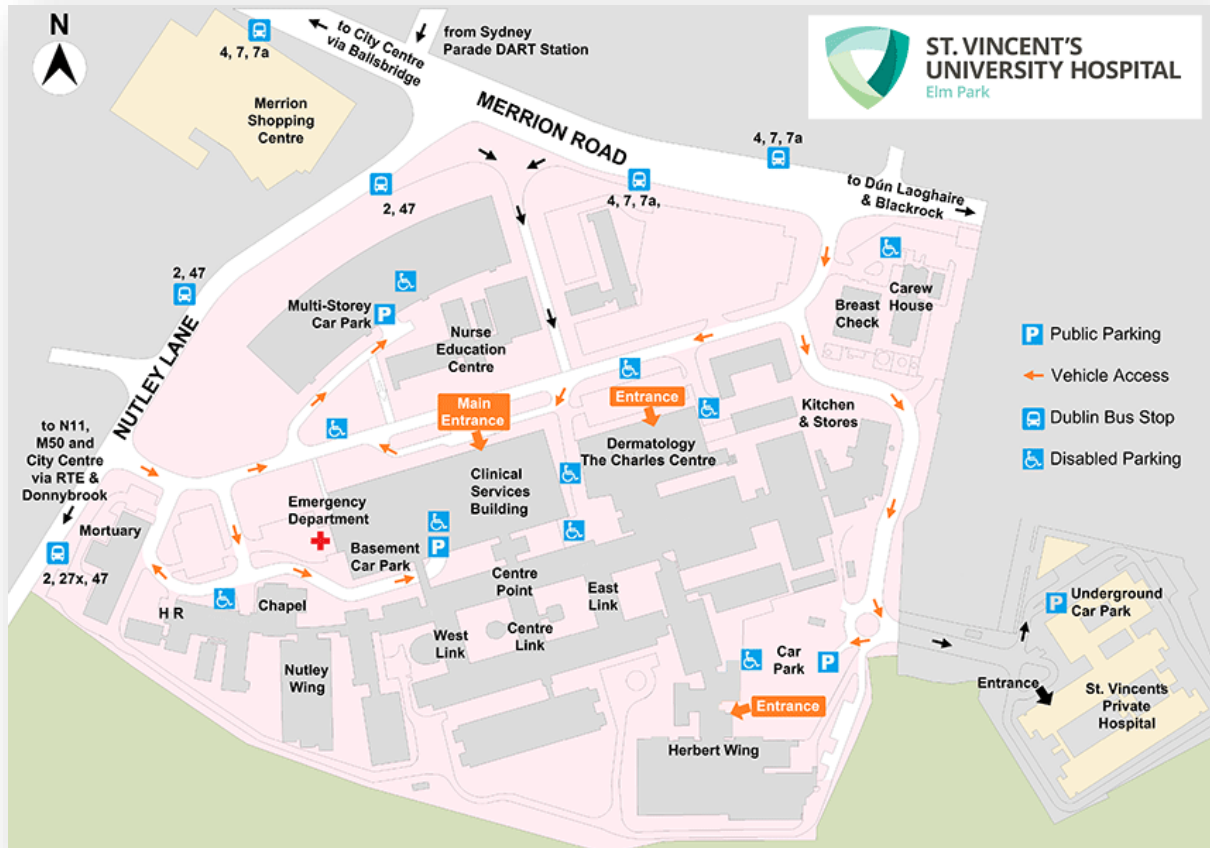 N
4, 7, 7a
to City Centre
via Ballsbridge
from Sydney
Parade DART Station
ST. VINCENT'S
UNIVERSITY HOSPITAL
Elm Park
Merrion
Shopping
Centre
MERRION ROAD
4, 7, 7a
2, 47
4, 7, 7a,
to Dún Laoghaire
& Blackrock
2, 47
Multi-Storey
Car Park
P
Nurse
Education
Centre
Breast
Check
Carew
House
P Public Parking
Vehicle Access
Dublin Bus Stop
Disabled Parking
NUTLEY LANE
Main
Entrance
Entrance
Kitchen
& Stores
Dermatology
The Charles Centre
to N11,
M50 and
City Centre
via RTE &
Donnybrook
Clinical
Services
Building
Emergency
Department
Mortuary
Basement
Car Park
P
2, 27x, 47
Centre
Point
East
Link
H R
Chapel
West
Link
Centre
Link
Nutley
Wing
Car
Park
P
P
Underground
Car Park
Entrance
Entrance
St. Vincent's
Private
Hospital
Herbert Wing